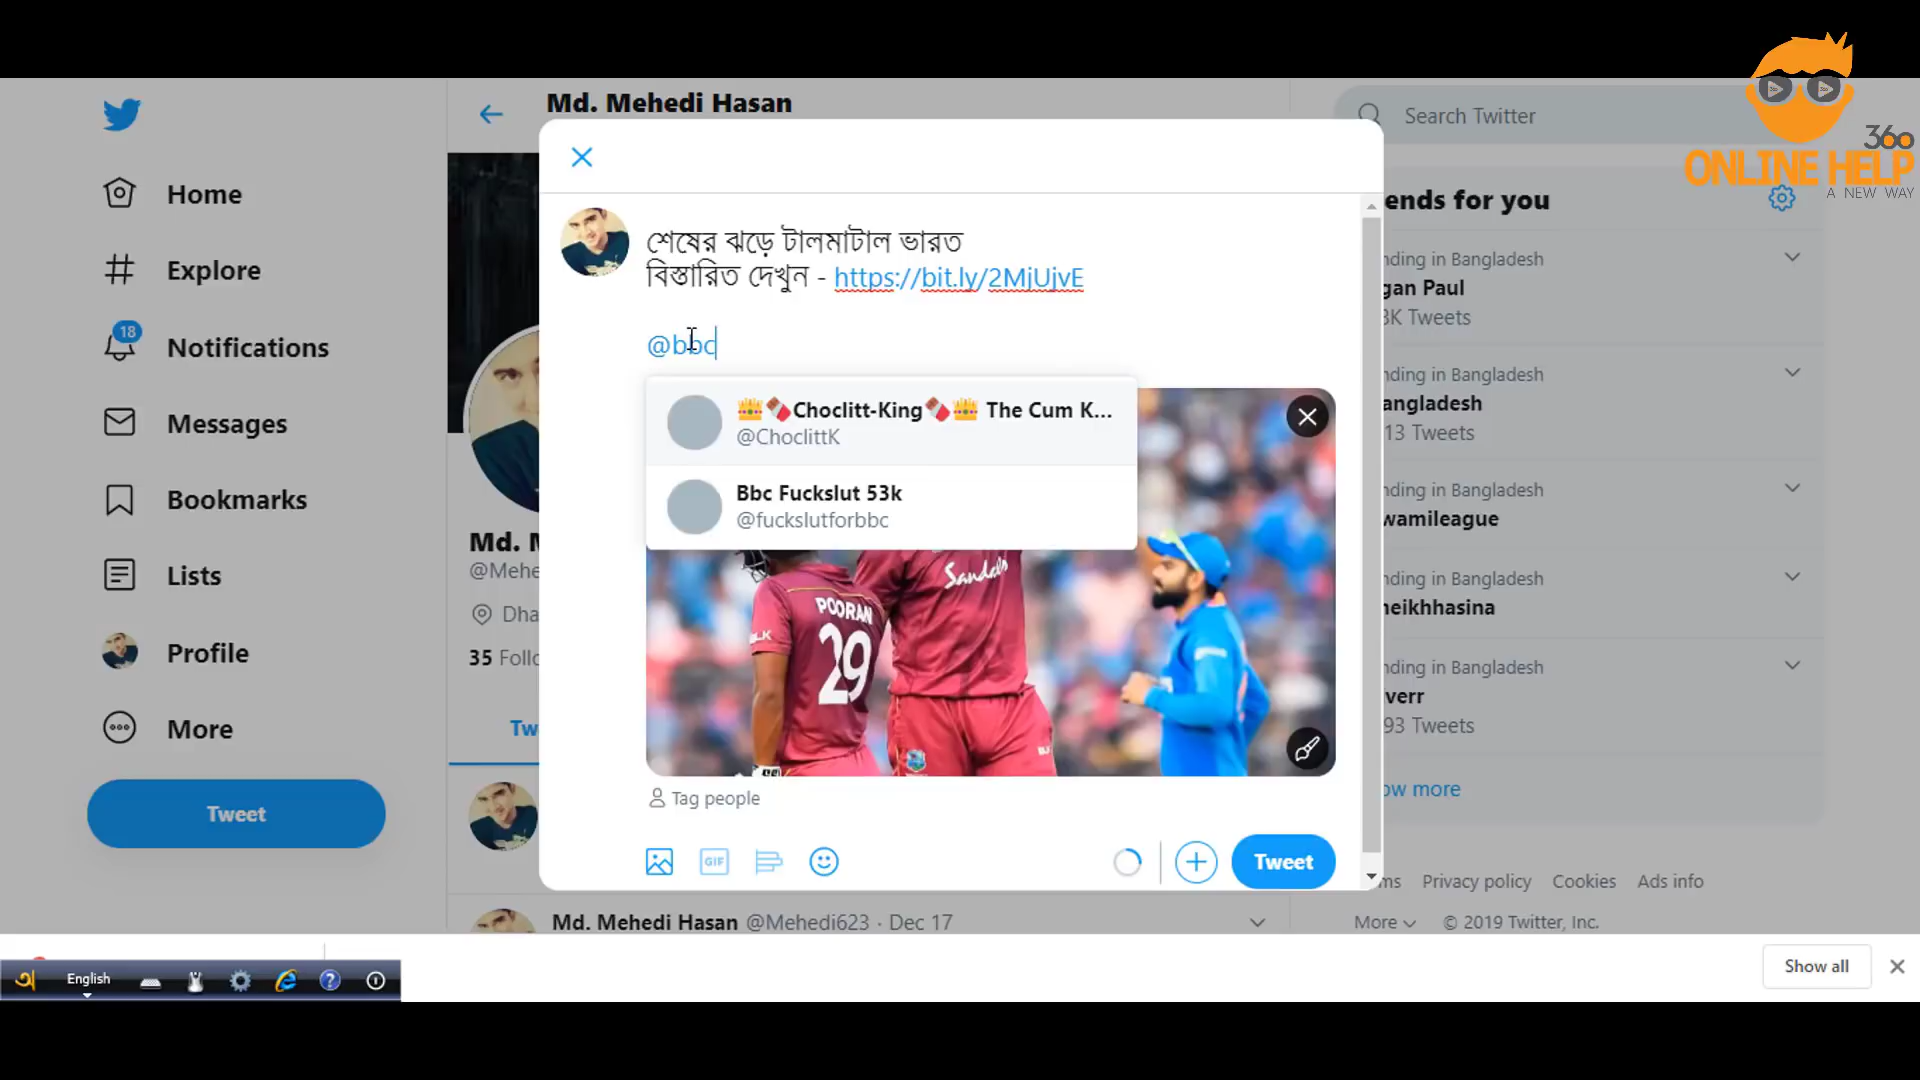 360
ONLINE HELP
A NEW WAY
Md. Mehedi Hasan
Search Twitter
Home
Explore
18
Notifications
Messages
Bookmarks
Lists
Profile
More
Tweet
Md. M
@Mehe
Dha
35 Follo
Tw
শেষের ঝড়ে টালমাটাল ভারত
বিস্তারিত দেখুন - https://bit.ly/2MjUjvE
@bbc
👑🍫Choclitt-King🍫👑 The Cum K...
@ChoclittK
Bbc Fuckslut 53k
@fuckslutforbbc
Sandals
POORAN
29
Tag people
GIF
Tweet
ends for you
nding in Bangladesh
gan Paul
3K Tweets
nding in Bangladesh
angladesh
13 Tweets
nding in Bangladesh
wamileague
nding in Bangladesh
heikhhasina
nding in Bangladesh
verr
93 Tweets
ow more
ms Privacy policy Cookies Ads info
More © 2019 Twitter, Inc.
Md. Mehedi Hasan @Mehedi623 · Dec 17
অ English
Show all